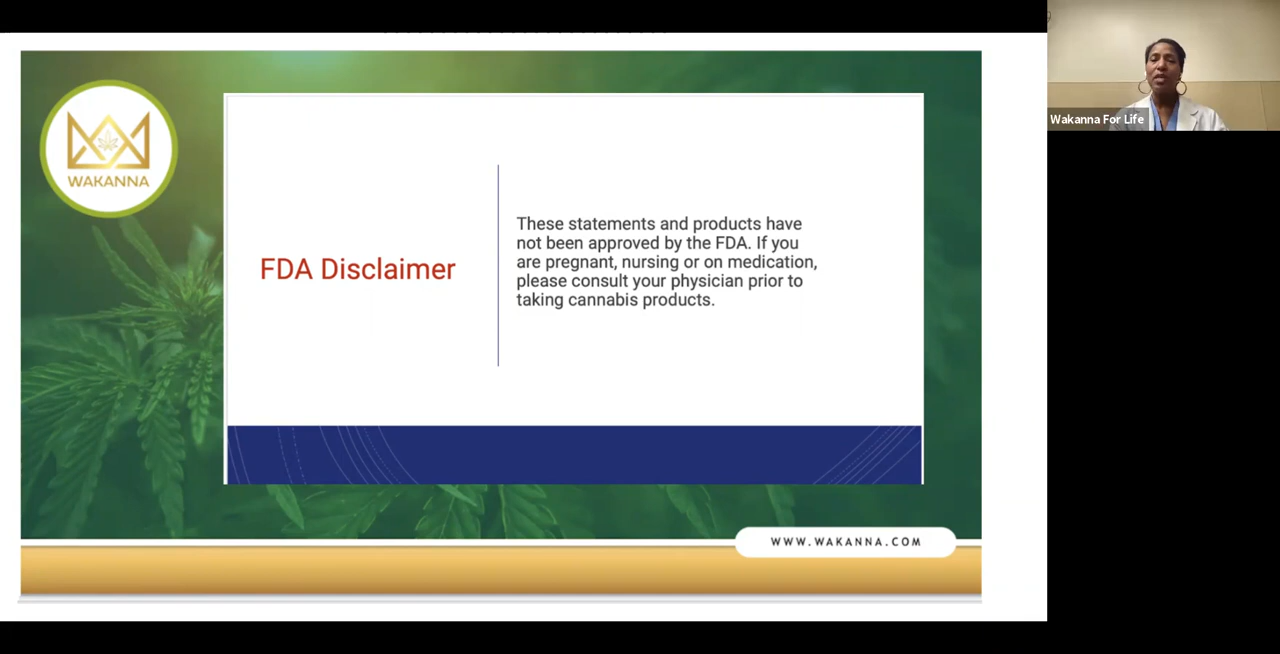 WAKANNA
FDA Disclaimer
These statements and products have
not been approved by the FDA. If you
are pregnant, nursing or on medication,
please consult your physician prior to
taking cannabis products.
WWW.WAKANNA.COM
Wakanna For Life